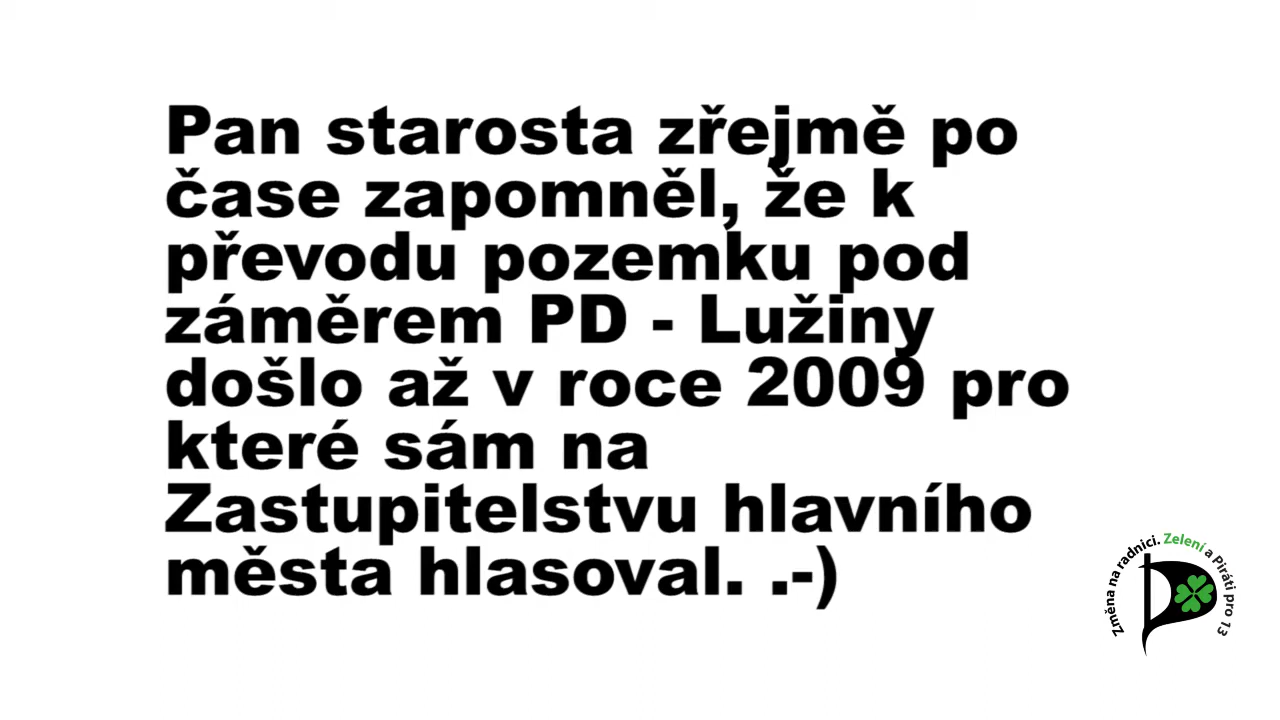 Pan starosta zřejmě po
čase zapomněl, že k
převodu pozemku pod
záměrem PD - Lužiny
došlo až v roce 2009 pro
které sám na
Zastupitelstvu hlavního
města hlasoval. .-)
Změna na radnici. Zelení a Piráti pro 13